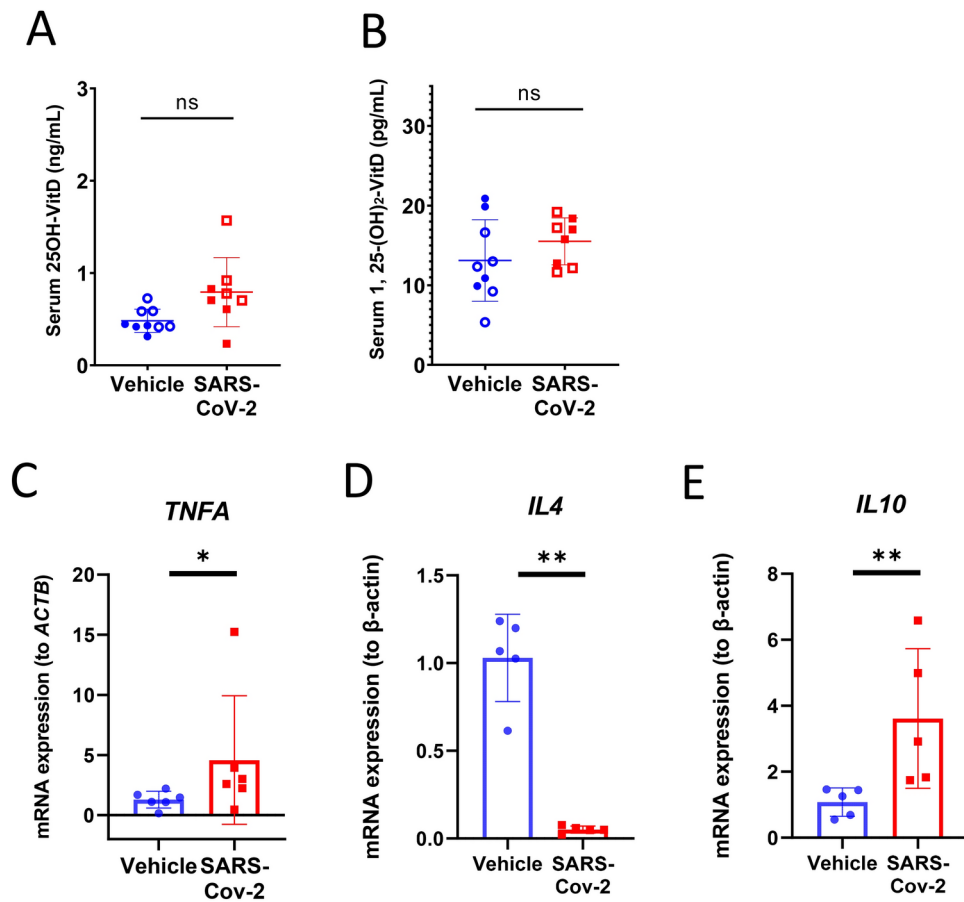 A
Serum 25OH-VitD (ng/mL)
3
2
1
0
ns
Vehicle
SARS-
CoV-2
B
Serum 1, 25-(OH)₂-VitD (pg/mL)
30
20
10
0
ns
Vehicle
SARS-
CoV-2
C
TNFA
mRNA expression (to ACTB)
20
15
10
5
0
*
Vehicle
SARS-
Cov-2
D
IL4
mRNA expression (to β-actin)
1.5
1.0
0.5
0.0
**
Vehicle
SARS-
Cov-2
E
IL10
mRNA expression (to β-actin)
8
6
4
2
0
**
Vehicle
SARS-
Cov-2